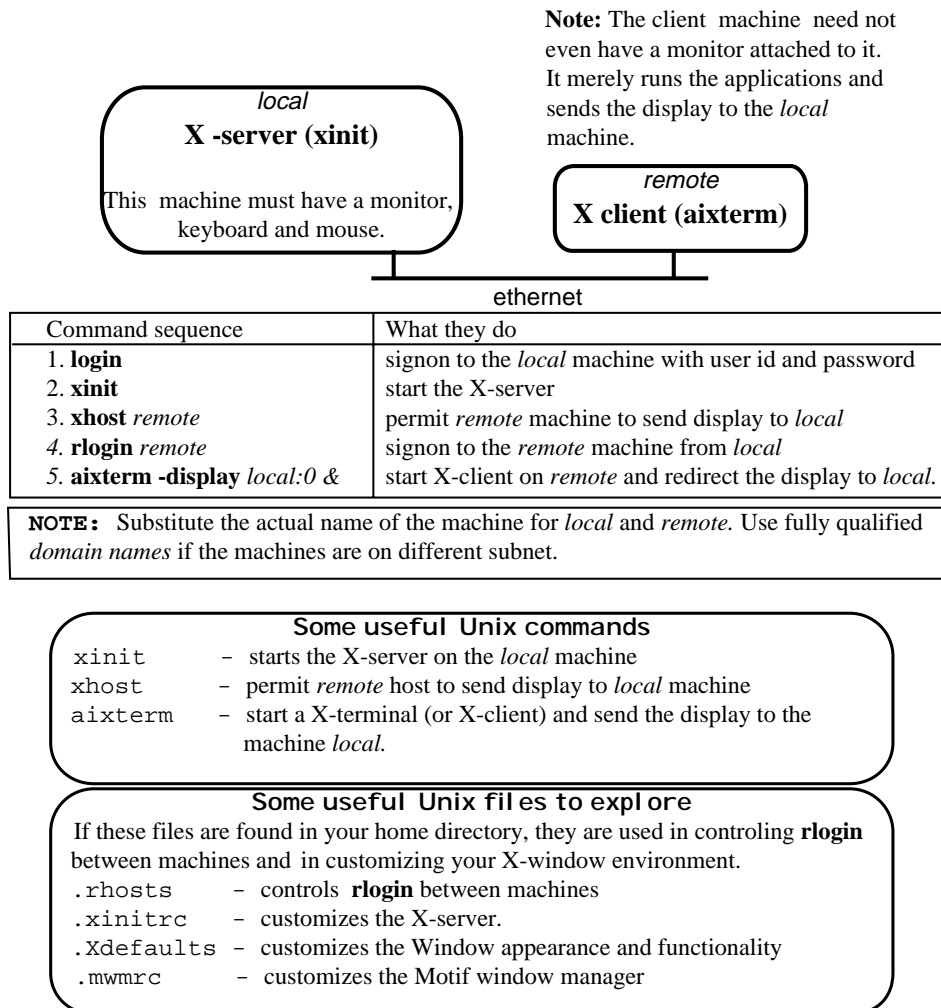 Note: The client machine need not
even have a monitor attached to it.
It merely runs the applications and
sends the display to the local
machine.
local
X -server (xinit)
This machine must have a monitor,
keyboard and mouse.
remote
X client (aixterm)
ethernet
Command sequence What they do
1. login signon to the local machine with user id and password
2. xinit start the X-server
3. xhost remote permit remote machine to send display to local
4. rlogin remote signon to the remote machine from local
5. aixterm -display local:0 & start X-client on remote and redirect the display to local.
NOTE: Substitute the actual name of the machine for local and remote. Use fully qualified
domain names if the machines are on different subnet.
Some useful Unix commands
xinit – starts the X-server on the local machine
xhost – permit remote host to send display to local machine
aixterm – start a X-terminal (or X-client) and send the display to the
machine local.
Some useful Unix files to explore
If these files are found in your home directory, they are used in controling rlogin
between machines and in customizing your X-window environment.
.rhosts – controls rlogin between machines
.xinitrc – customizes the X-server.
.Xdefaults – customizes the Window appearance and functionality
.mwmrc – customizes the Motif window manager